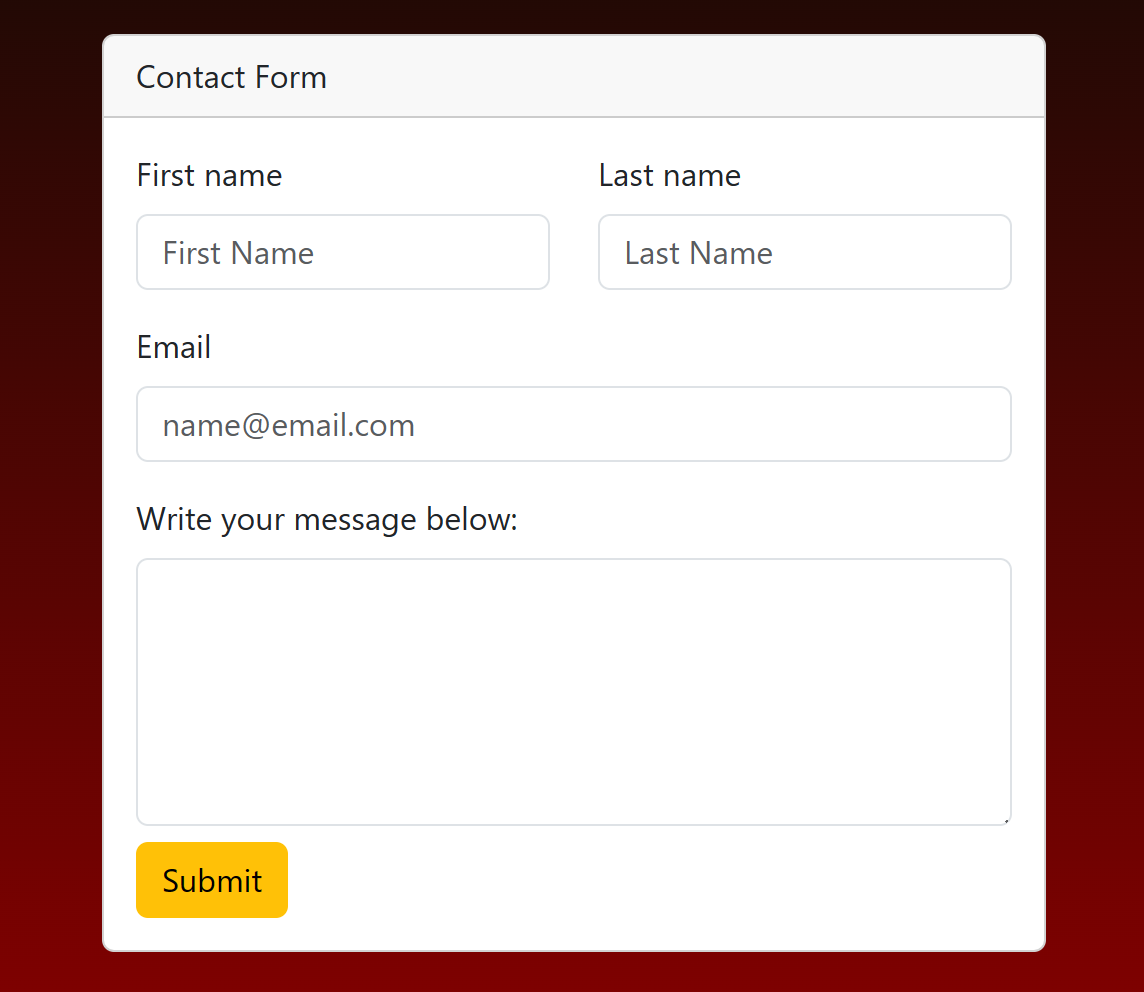 Contact Form
First name
Last name
First Name
Last Name
Email
name@email.com
Write your message below:
Submit